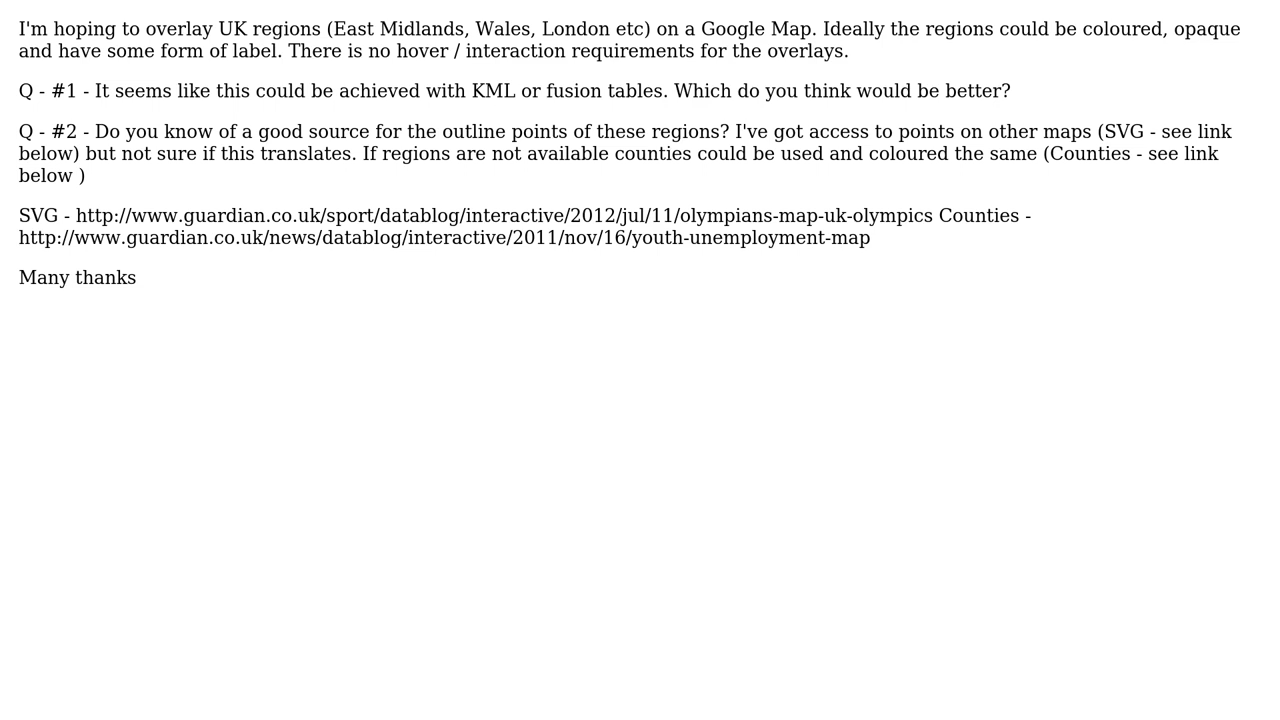 I'm hoping to overlay UK regions (East Midlands, Wales, London etc) on a Google Map. Ideally the regions could be coloured, opaque
and have some form of label. There is no hover / interaction requirements for the overlays.
Q - #1 - It seems like this could be achieved with KML or fusion tables. Which do you think would be better?
Q - #2 - Do you know of a good source for the outline points of these regions? I've got access to points on other maps (SVG - see link
below) but not sure if this translates. If regions are not available counties could be used and coloured the same (Counties - see link
below )
SVG - http://www.guardian.co.uk/sport/datablog/interactive/2012/jul/11/olympians-map-uk-olympics Counties -
http://www.guardian.co.uk/news/datablog/interactive/2011/nov/16/youth-unemployment-map
Many thanks